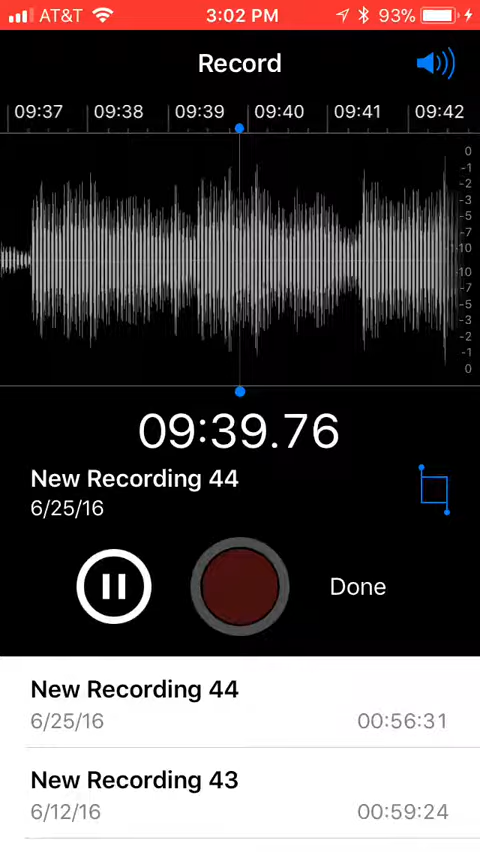 AT&T 3:02 PM 93%
Record
09:37 09:38 09:39 09:40 09:41 09:42
0
-1
-2
-3
-5
-7
-10
-10
-7
-5
-3
-2
-1
0
09:39.76
New Recording 44
6/25/16
Done
New Recording 44
6/25/16 00:56:31
New Recording 43
6/12/16 00:59:24